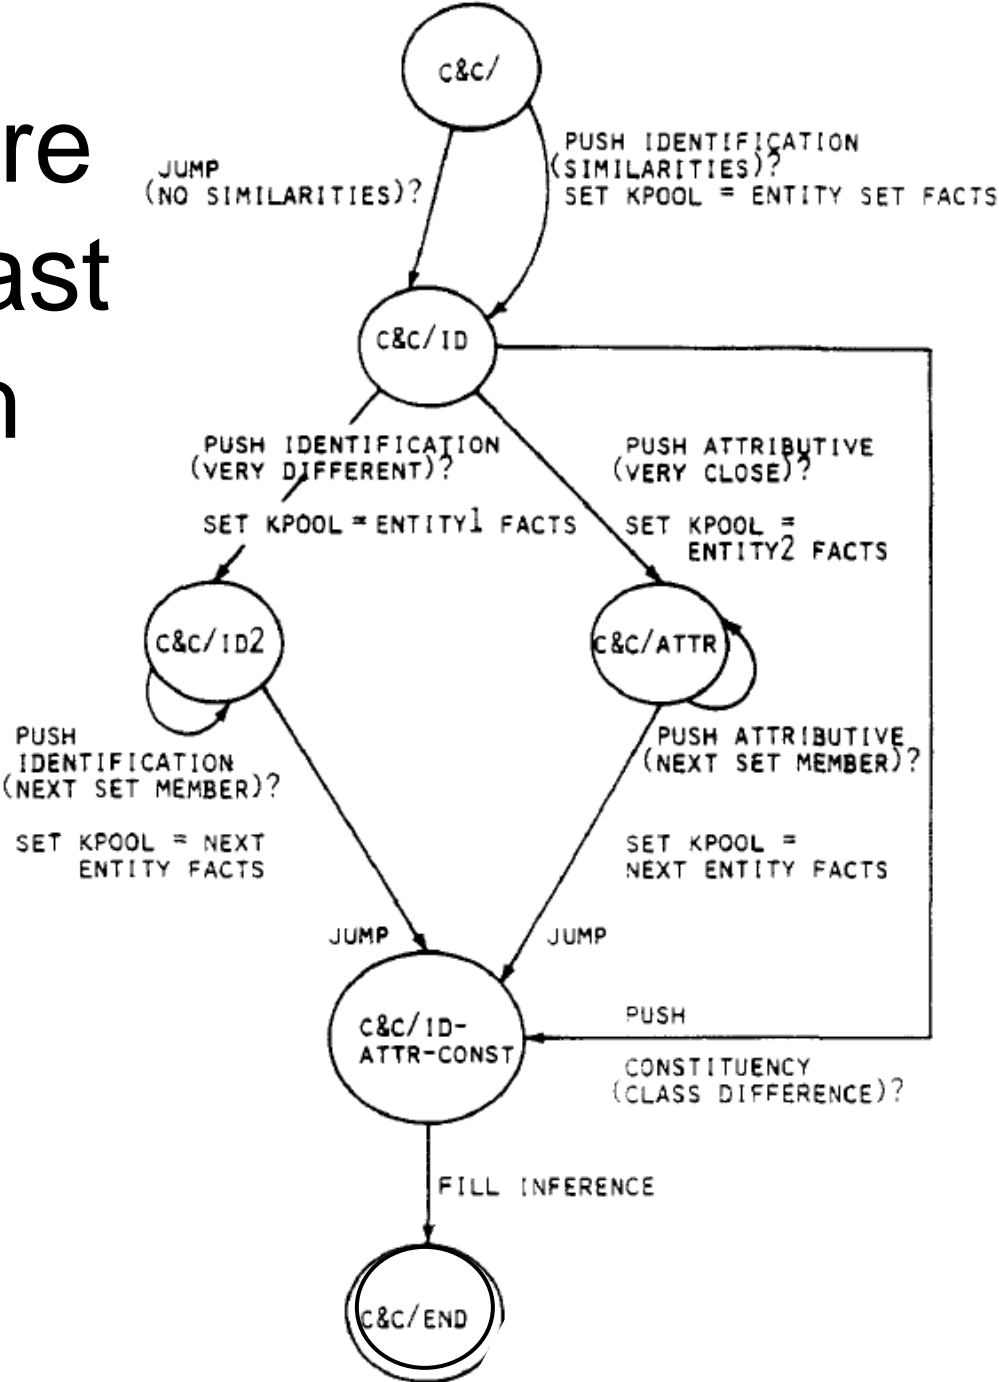 re
ast
n
C&C/
JUMP
(NO SIMILARITIES)?
PUSH IDENTIFICATION
(SIMILARITIES)?
SET KPOOL = ENTITY SET FACTS
C&C/ID
PUSH IDENTIFICATION
(VERY DIFFERENT)?
SET KPOOL = ENTITY1 FACTS
PUSH ATTRIBUTIVE
(VERY CLOSE)?
SET KPOOL =
ENTITY2 FACTS
C&C/ID2
C&C/ATTR
PUSH
IDENTIFICATION
(NEXT SET MEMBER)?
SET KPOOL = NEXT
ENTITY FACTS
PUSH ATTRIBUTIVE
(NEXT SET MEMBER)?
SET KPOOL =
NEXT ENTITY FACTS
JUMP
JUMP
C&C/ID-
ATTR-CONST
PUSH
CONSTITUENCY
(CLASS DIFFERENCE)?
FILL INFERENCE
C&C/END